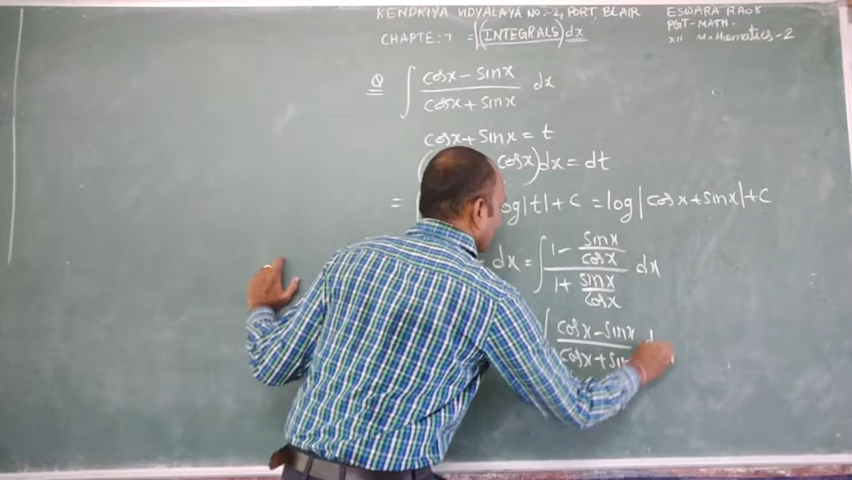 KENDRIYA VIDYALAYA NO:-2, PORT, BLAIR
ESWARA RAO
PGT-MATH.
CHAPTE: 7 = ∫(INTEGRALS)dx
XII Mathematics-2
Q ∫ (cosx - sinx)/(cosx + sinx) dx
cosx + sinx = t
cosx)dx = dt
= log|t| + C = log|cosx + sinx| + C
dx = ∫ (1 - sinx/cosx)/(1 + sinx/cosx) dx
∫ (cosx - sinx)/(cosx + sin